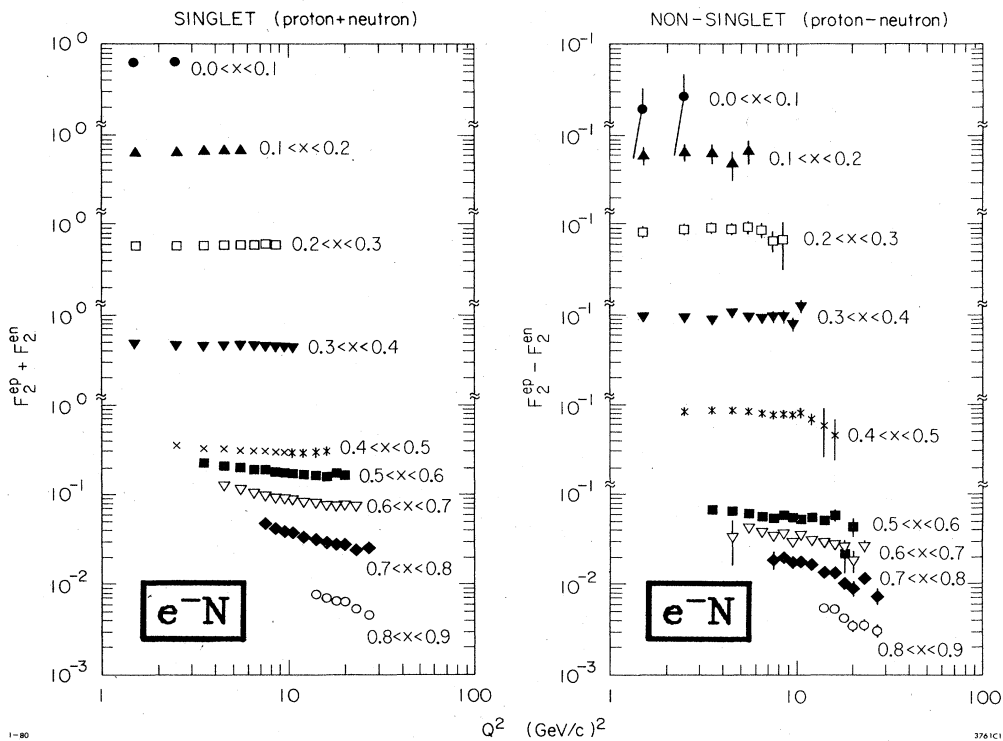 SINGLET (proton+neutron)
F₂ᵉᵖ + F₂ᵉⁿ
10⁰
0.0<x<0.1
10⁰
0.1<x<0.2
10⁰
0.2<x<0.3
10⁰
0.3<x<0.4
10⁰
0.4<x<0.5
0.5<x<0.6
10⁻¹
0.6<x<0.7
0.7<x<0.8
10⁻²
e⁻N
0.8<x<0.9
10⁻³
1 10 100
NON-SINGLET (proton−neutron)
F₂ᵉᵖ − F₂ᵉⁿ
10⁻¹
0.0<x<0.1
10⁻¹
0.1<x<0.2
10⁻¹
0.2<x<0.3
10⁻¹
0.3<x<0.4
10⁻¹
0.4<x<0.5
10⁻¹
0.5<x<0.6
0.6<x<0.7
0.7<x<0.8
10⁻²
e⁻N
0.8<x<0.9
10⁻³
1 10 100
Q² (GeV/c)²
1-80
3761C1